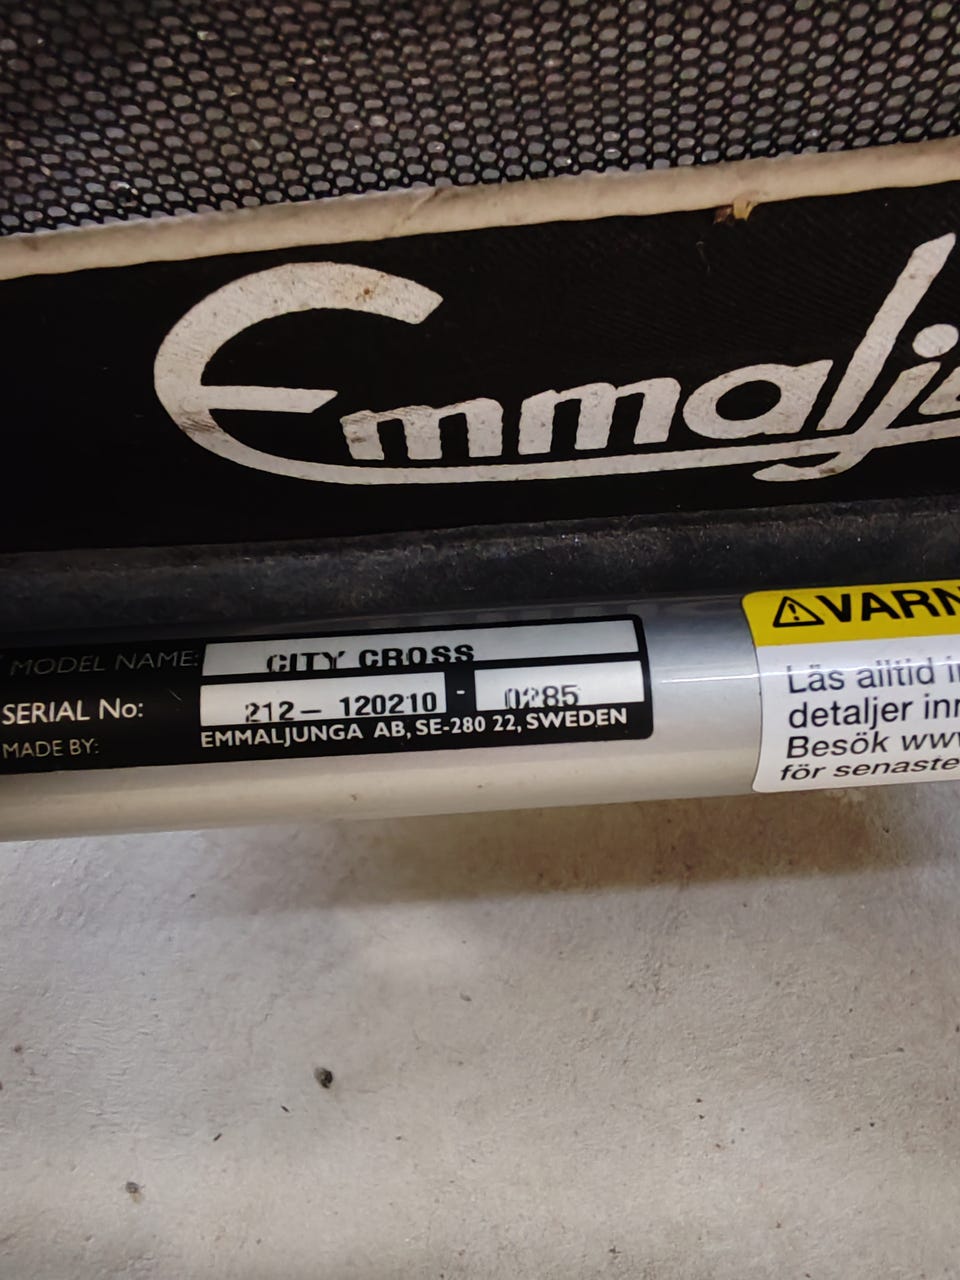 Emmalj
MODEL NAME: CITY CROSS
SERIAL No: 212- 120210 - 0285
MADE BY: EMMALJUNGA AB, SE-280 22, SWEDEN
⚠VARN
Läs alltid i
detaljer inn
Besök www
för senaste